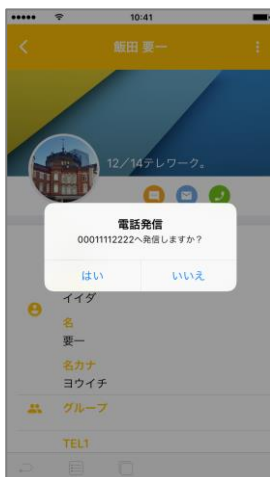 10:41
飯田 要一
12/14テレワーク。
電話発信
00011112222へ発信しますか？
はい
いいえ
イイダ
名
要一
名カナ
ヨウイチ
グループ
TEL1